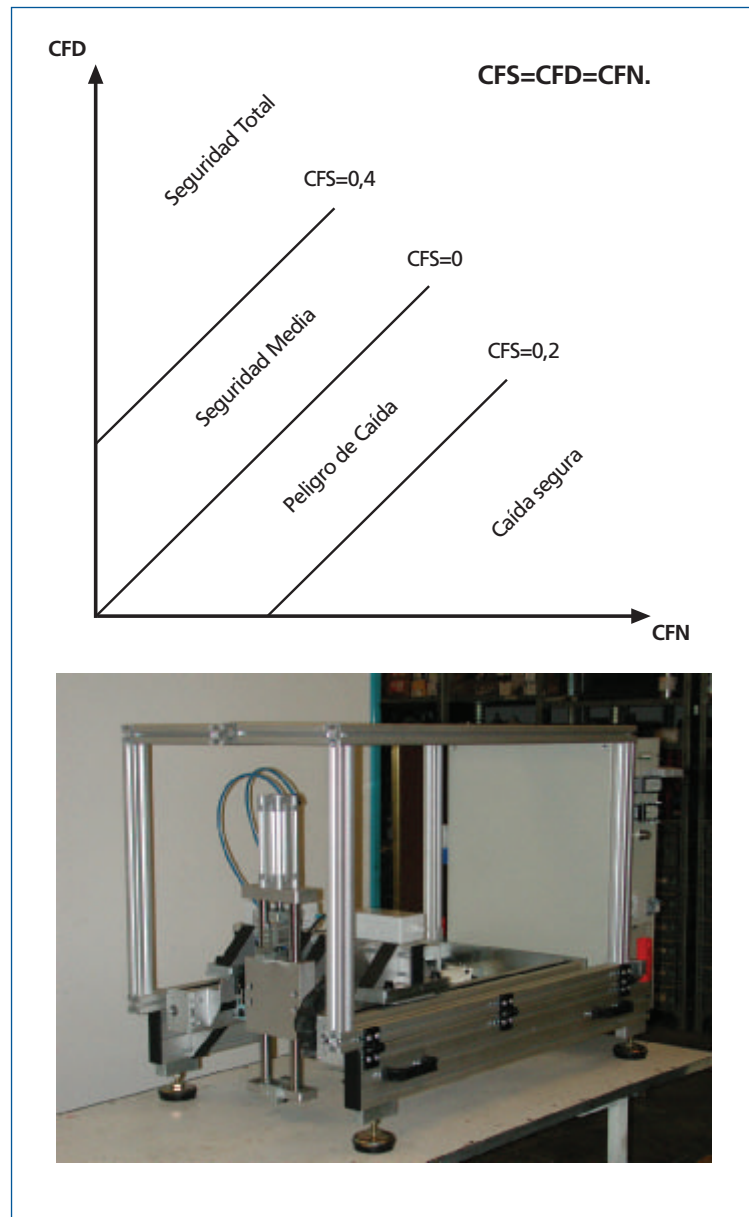 CFD
CFS=CFD=CFN.
Seguridad Total
CFS=0,4
CFS=0
Seguridad Media
CFS=0,2
Peligro de Caída
Caída segura
CFN